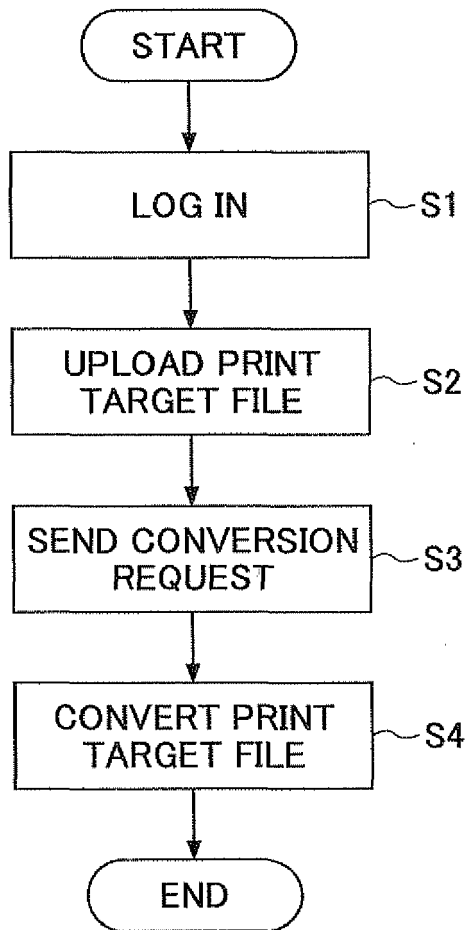 START
LOG IN
S1
UPLOAD PRINT
TARGET FILE
S2
SEND CONVERSION
REQUEST
S3
CONVERT PRINT
TARGET FILE
S4
END